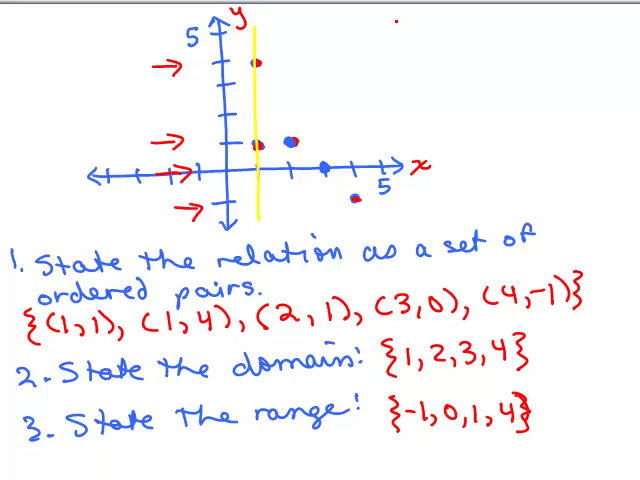 y
5
x
5
1. State the relation as a set of
ordered pairs.
{(1,1), (1,4), (2,1), (3,0), (4,-1)}
2. State the domain: {1,2,3,4}
3. State the range: {-1,0,1,4}